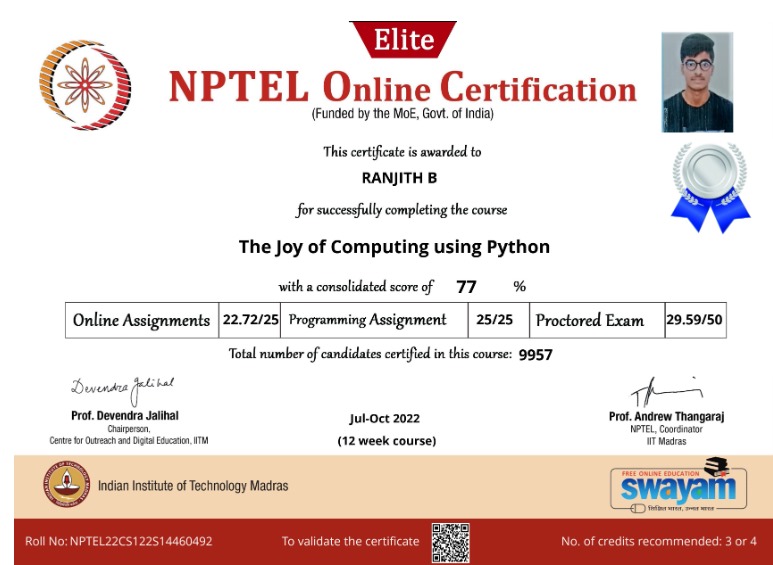 Elite
NPTEL Online Certification
(Funded by the MoE, Govt. of India)
This certificate is awarded to
RANJITH B
for successfully completing the course
The Joy of Computing using Python
with a consolidated score of 77 %
Online Assignments 22.72/25 Programming Assignment 25/25 Proctored Exam 29.59/50
Total number of candidates certified in this course: 9957
Devendra Jalihal
Prof. Devendra Jalihal
Chairperson,
Centre for Outreach and Digital Education, IITM
Jul-Oct 2022
(12 week course)
Prof. Andrew Thangaraj
NPTEL, Coordinator
IIT Madras
Indian Institute of Technology Madras
FREE ONLINE EDUCATION
swayam
शिक्षित भारत, उन्नत भारत
Roll No: NPTEL22CS122S14460492
To validate the certificate
No. of credits recommended: 3 or 4